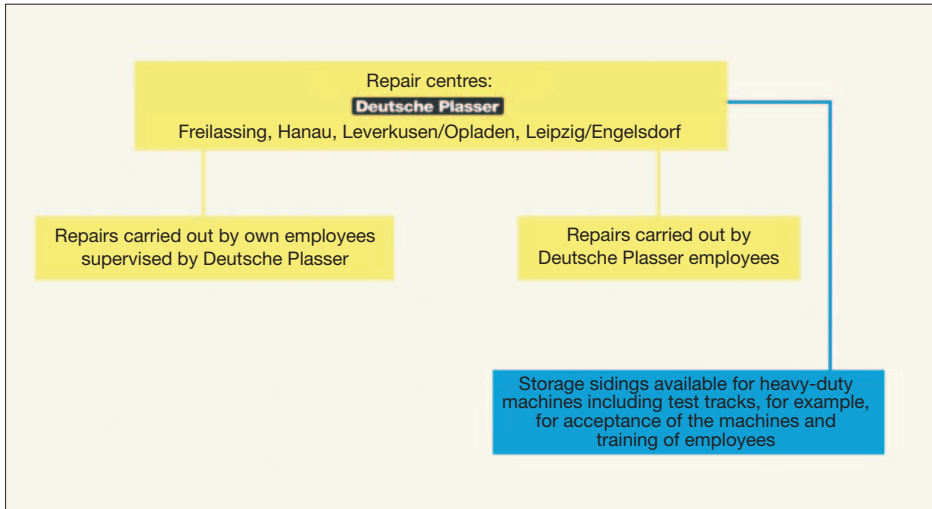 Repair centres:
Deutsche Plasser
Freilassing, Hanau, Leverkusen/Opladen, Leipzig/Engelsdorf
Repairs carried out by own employees
supervised by Deutsche Plasser
Repairs carried out by
Deutsche Plasser employees
Storage sidings available for heavy-duty
machines including test tracks, for example,
for acceptance of the machines and
training of employees